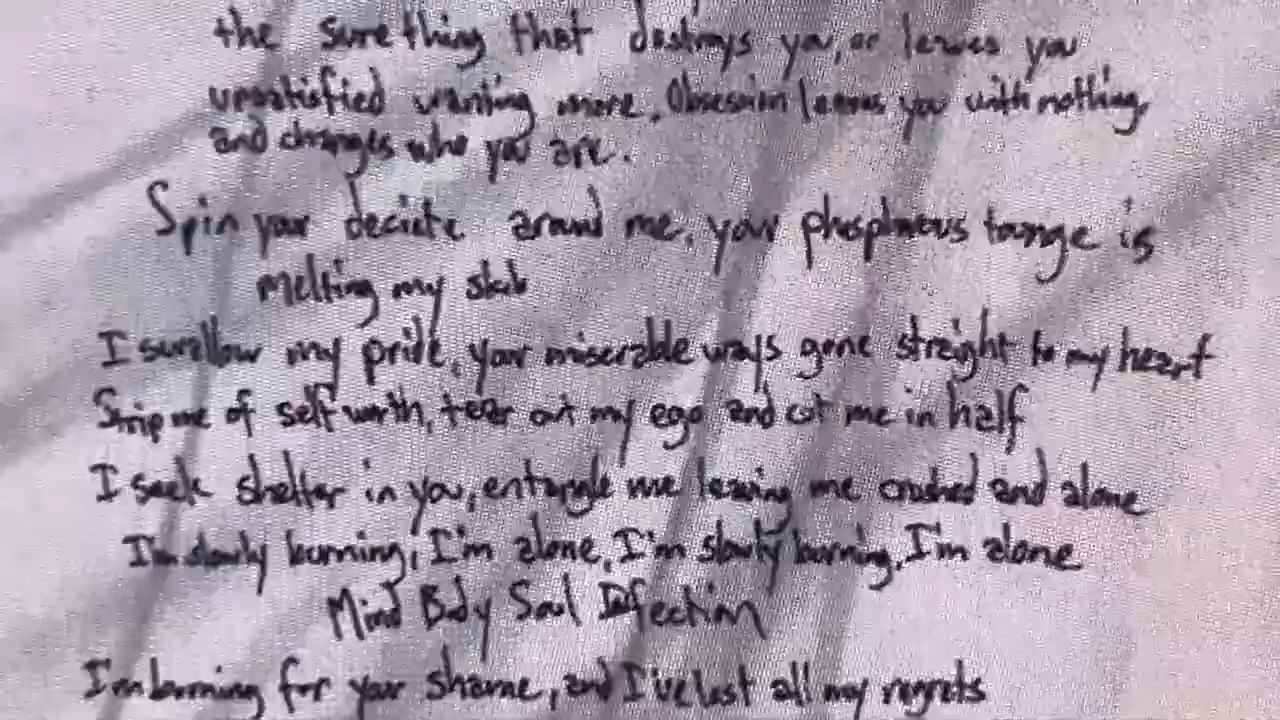 the sure thing that destroys you, or leaves you
unsatisfied wanting more. Obsession leaves you with nothing,
and changes who you are.
Spin your deciete around me, your phosphorous tounge is
melting my skin
I swallow my pride, your miserable ways gone straight to my heart
Strip me of self worth, tear out my ego and cut me in half
I seek shelter in you, entangle me leaving me crushed and alone
I'm slowly burning, I'm alone, I'm slowly burning, I'm alone
Mind Body Soul
I'm burning for your shame, and I've lost all my regrets